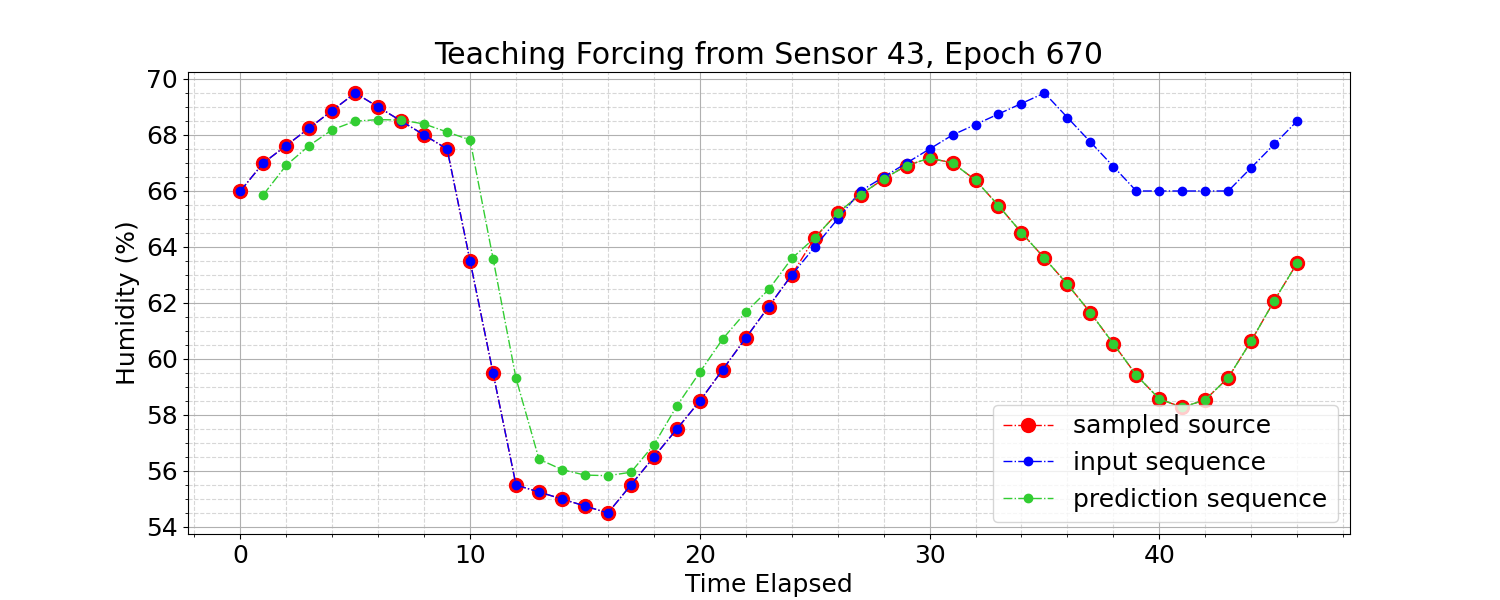 Teaching Forcing from Sensor 43, Epoch 670
Humidity (%)
70
68
66
64
62
60
58
56
54
0 10 20 30 40
Time Elapsed
sampled source
input sequence
prediction sequence